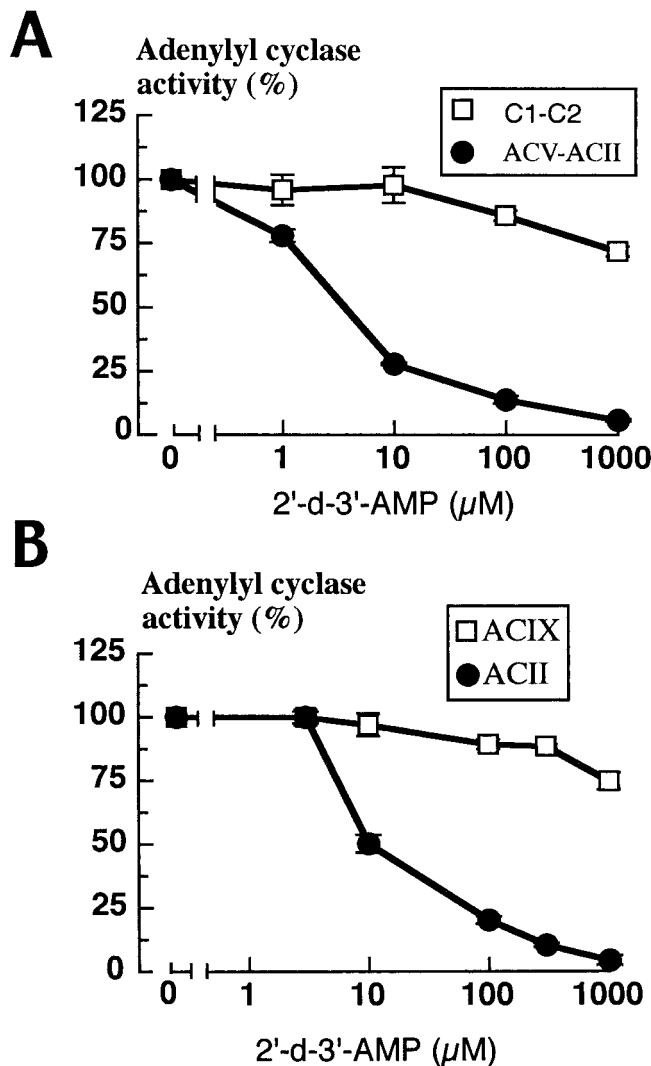 A
Adenylyl cyclase
activity (%)
125
100
75
50
25
0
C1-C2
ACV-ACII
0 1 10 100 1000
2'-d-3'-AMP (µM)
B
Adenylyl cyclase
activity (%)
125
100
75
50
25
0
ACIX
ACII
0 1 10 100 1000
2'-d-3'-AMP (µM)